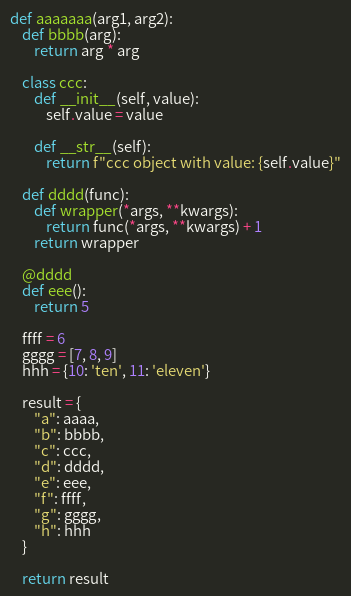 def aaaaaaa(arg1, arg2):
    def bbbb(arg):
        return arg * arg

    class ccc:
        def __init__(self, value):
            self.value = value

        def __str__(self):
            return f"ccc object with value: {self.value}"

    def dddd(func):
        def wrapper(*args, **kwargs):
            return func(*args, **kwargs) + 1
        return wrapper

    @dddd
    def eee():
        return 5

    ffff = 6
    gggg = [7, 8, 9]
    hhh = {10: 'ten', 11: 'eleven'}

    result = {
        "a": aaaa,
        "b": bbbb,
        "c": ccc,
        "d": dddd,
        "e": eee,
        "f": ffff,
        "g": gggg,
        "h": hhh
    }

    return result